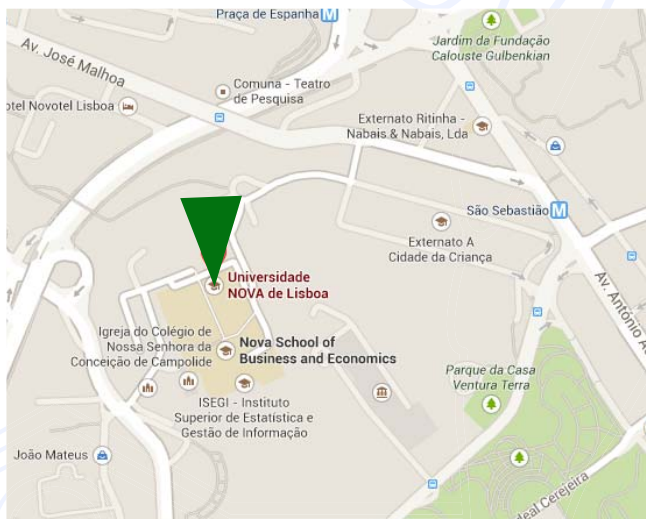 Praça de Espanha M
Jardim da Fundação
Calouste Gulbenkian
Av. José Malhoa
Comuna - Teatro
de Pesquisa
otel Novotel Lisboa
Externato Ritinha -
Nabais & Nabais, Lda
São Sebastião M
Externato A
Cidade da Criança
Universidade
NOVA de Lisboa
Av. António Au
Igreja do Colégio de
Nossa Senhora da
Conceição de Campolide
Nova School of
Business and Economics
Parque da Casa
Ventura Terra
ISEGI - Instituto
Superior de Estatística e
Gestão de Informação
João Mateus
deal Cerejeira